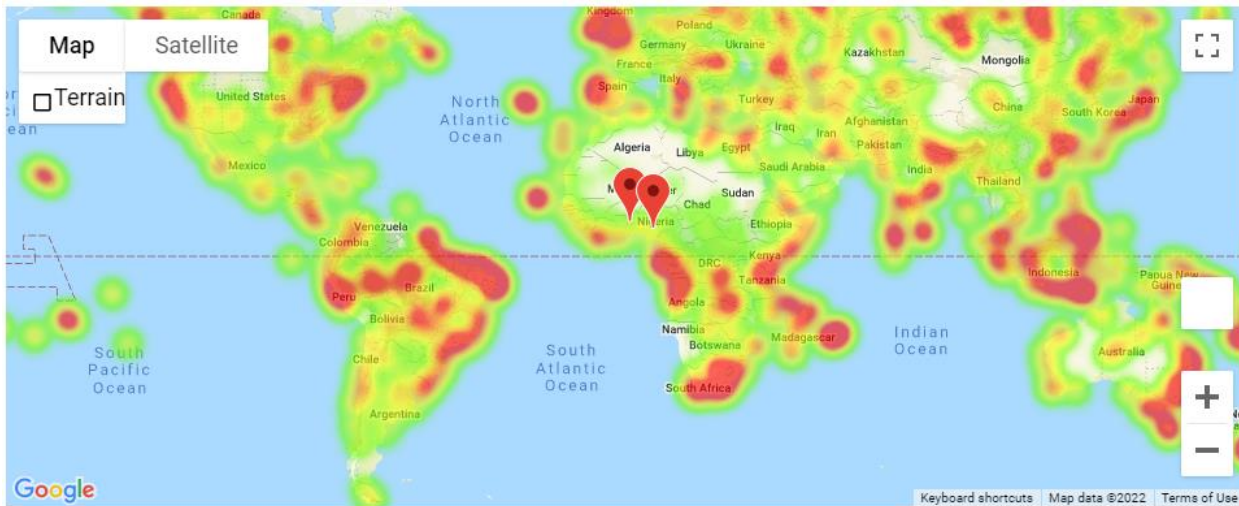 Map
Satellite
Terrain
Canada
United States
Mexico
North
Atlantic
Ocean
Kingdom
Poland
Germany
Ukraine
France
Italy
Spain
Turkey
Kazakhstan
Mongolia
China
South Korea
Japan
Afghanistan
Iraq
Iran
Pakistan
Algeria
Libya
Egypt
Saudi Arabia
India
Thailand
Sudan
Chad
Nigeria
Ethiopia
Venezuela
Colombia
Kenya
DRC
Tanzania
Indonesia
Papua New
Guinea
Peru
Brazil
Angola
Bolivia
Namibia
Botswana
Madagascar
Indian
Ocean
Australia
Chile
South
Pacific
Ocean
South
Atlantic
Ocean
South Africa
Argentina
Google
Keyboard shortcuts
Map data ©2022
Terms of Use